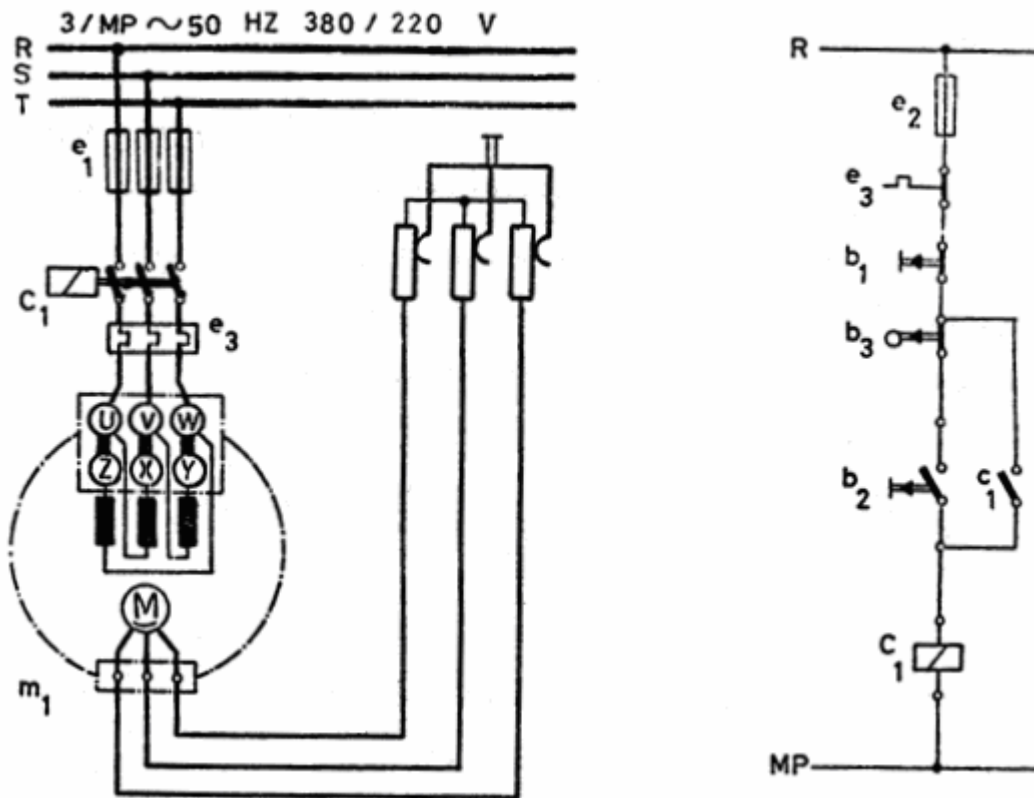 3/MP ~ 50 HZ 380 / 220 V
R
S
T
e1
C1
e3
U V W
Z X Y
M
m1
R
e2
e3
b1
b3
b2
c1
C1
MP